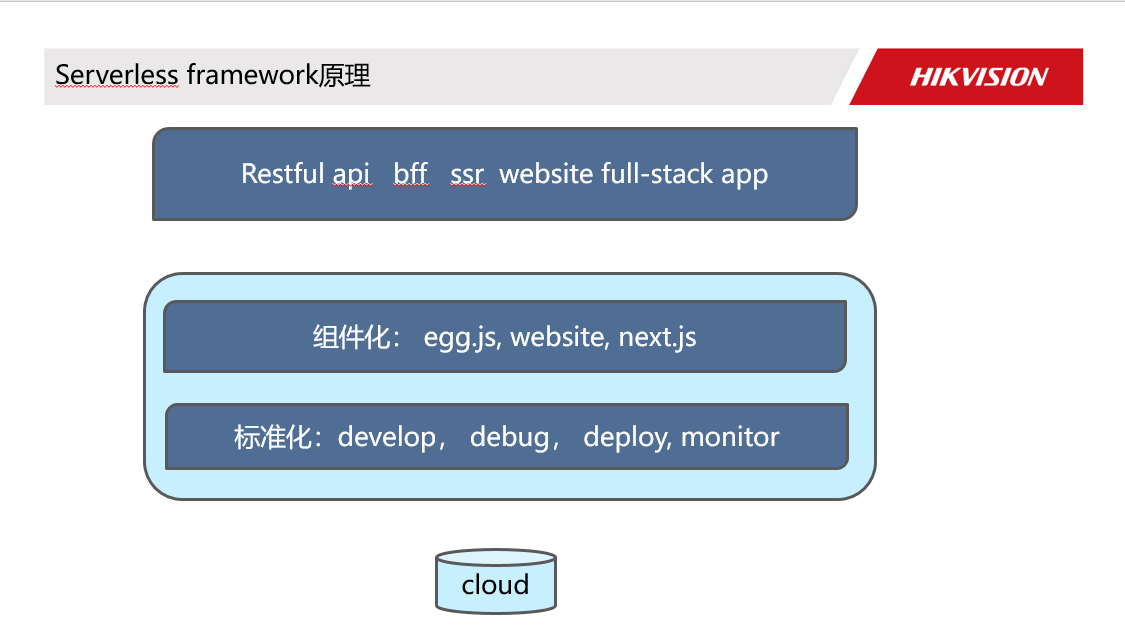 Serverless framework原理
HIKVISION
Restful api bff ssr website full-stack app
组件化： egg.js, website, next.js
标准化：develop， debug， deploy, monitor
cloud